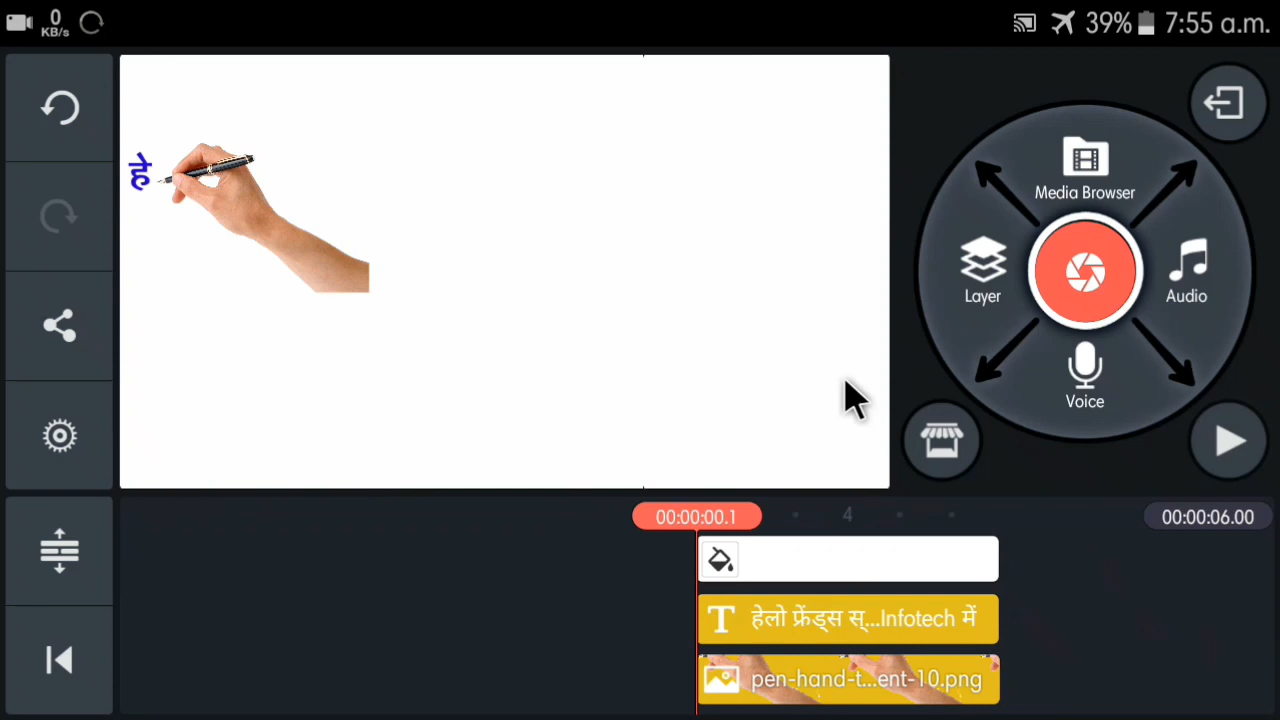 0
KB/s
39% 7:55 a.m.
हे
Media Browser
Layer
Audio
Voice
00:00:00.1
4
00:00:06.00
हेलो फ्रेंड्स स्...Infotech में
pen-hand-t...ent-10.png